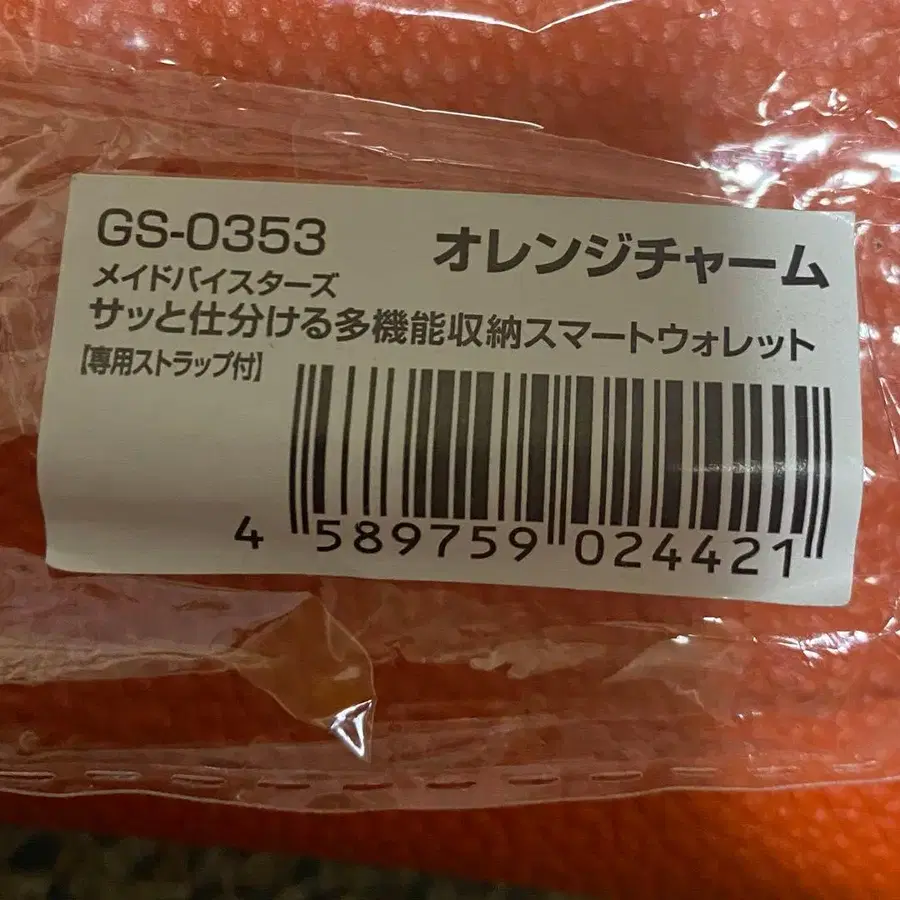 GS-0353
オレンジチャーム
メイドバイスターズ
サッと仕分ける多機能収納スマートウォレット
【専用ストラップ付】
4 589759 024421